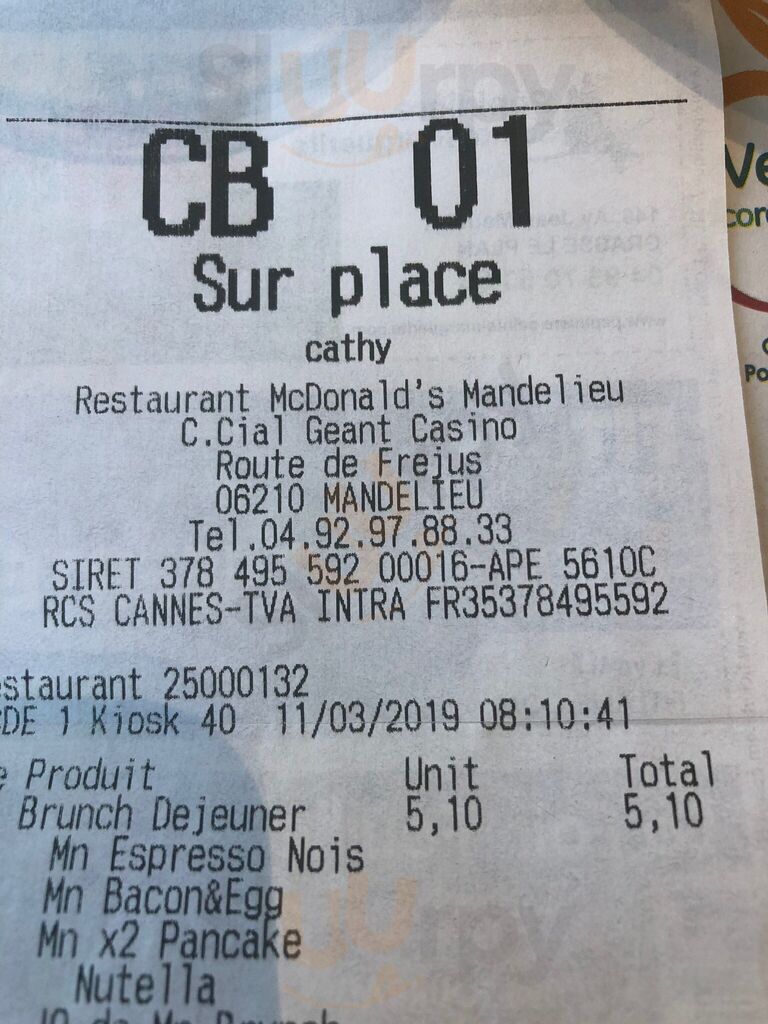 CB 01
Sur place
cathy
Restaurant McDonald's Mandelieu
C.Cial Geant Casino
Route de Frejus
06210 MANDELIEU
Tel.04.92.97.88.33
SIRET 378 495 592 00016-APE 5610C
RCS CANNES-TVA INTRA FR35378495592
estaurant 25000132
DE 1 Kiosk 40 11/03/2019 08:10:41
e Produit Unit Total
Brunch Dejeuner 5,10 5,10
Mn Espresso Nois
Mn Bacon&Egg
Mn x2 Pancake
Nutella
Sluurpy